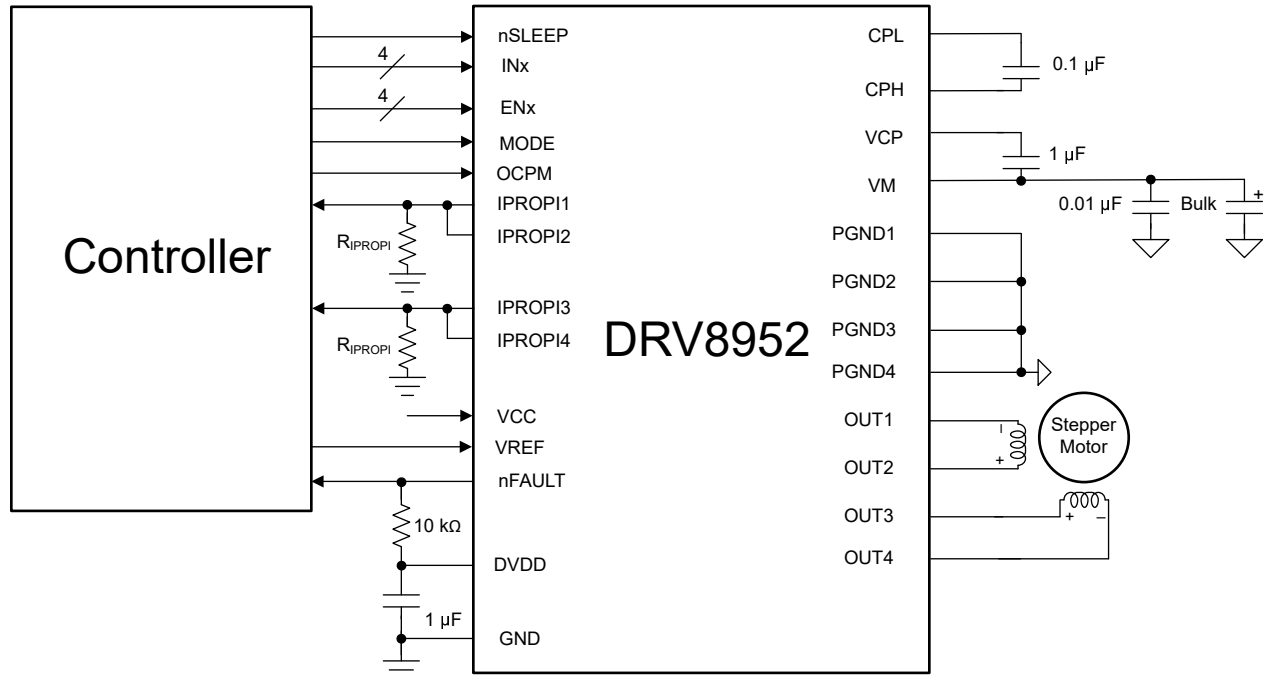 Controller
nSLEEP
4
INx
4
ENx
MODE
OCPM
IPROPI1
IPROPI2
RIPROPI
IPROPI3
IPROPI4
RIPROPI
VCC
VREF
nFAULT
10 kΩ
DVDD
1 µF
GND
DRV8952
CPL
0.1 µF
CPH
VCP
1 µF
VM
0.01 µF
Bulk
+
PGND1
PGND2
PGND3
PGND4
OUT1
–
+
OUT2
Stepper
Motor
OUT3
+ –
OUT4